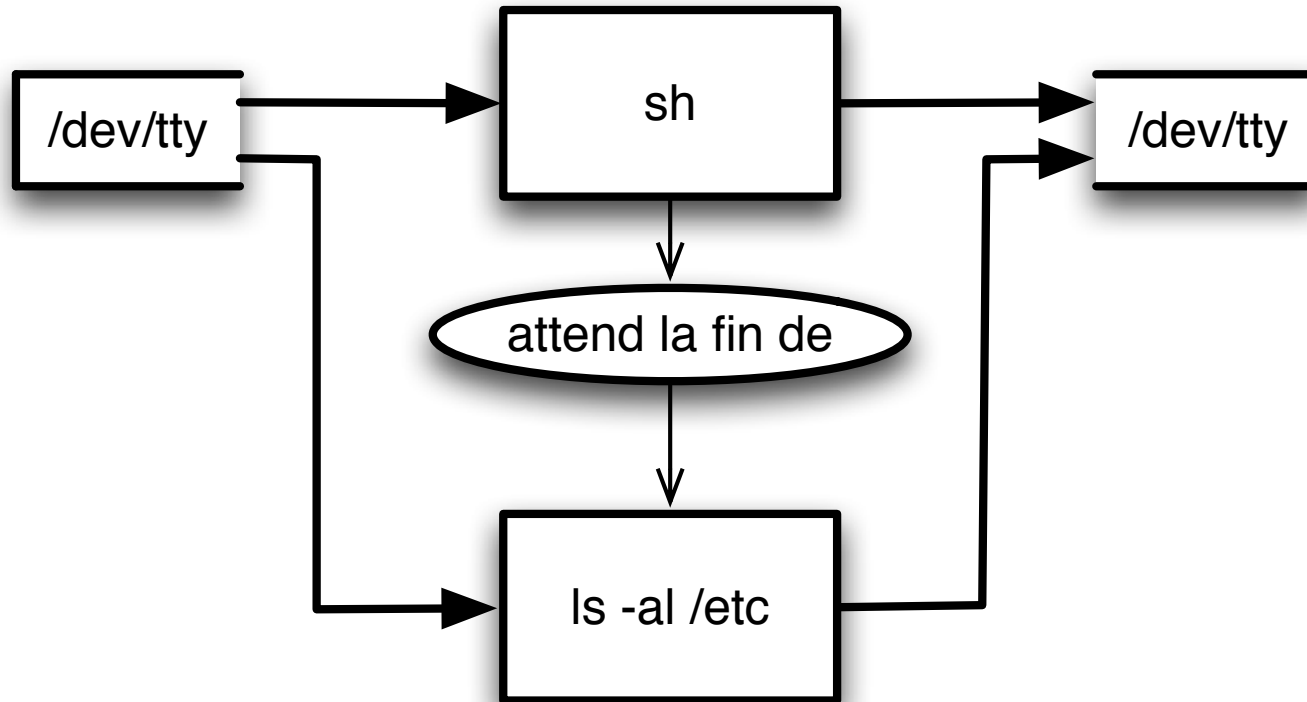 sh
/dev/tty
/dev/tty
attend la fin de
ls -al /etc